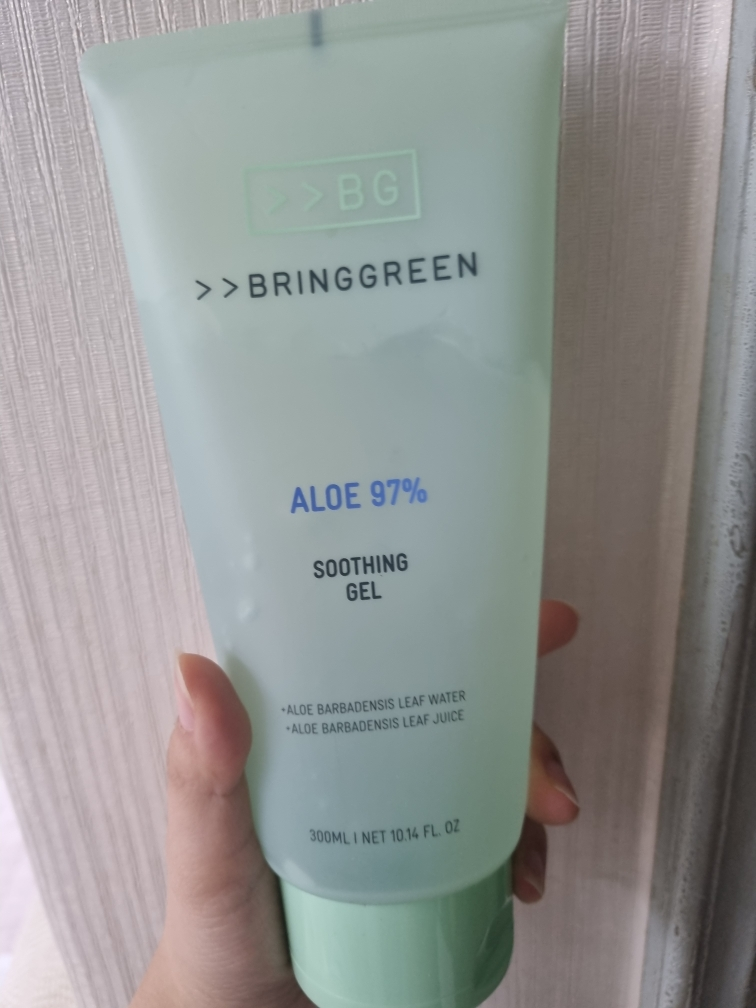 >>BG
>>BRINGGREEN
ALOE 97%
SOOTHING
GEL
•ALOE BARBADENSIS LEAF WATER
•ALOE BARBADENSIS LEAF JUICE
300ML I NET 10.14 FL. OZ